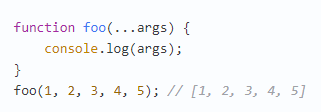 function foo(...args) {
    console.log(args);
}
foo(1, 2, 3, 4, 5); // [1, 2, 3, 4, 5]